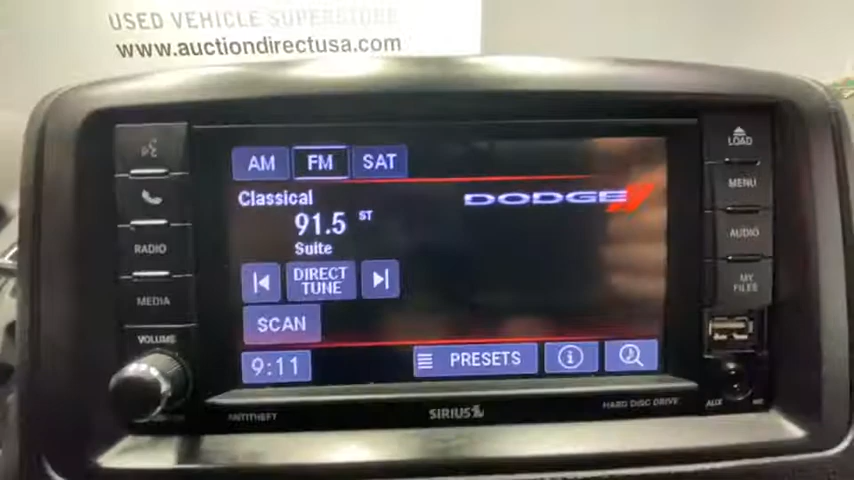 USED VEHICLE SUPERSTORE
www.auctiondirectusa.com
LOAD
AM FM SAT
MENU
Classical
DODGE
91.5 ST
RADIO
AUDIO
Suite
DIRECT TUNE
MY FILES
MEDIA
SCAN
VOLUME
9:11 PRESETS
ANTITHEFT
SIRIUS
HARD DISC DRIVE
AUX